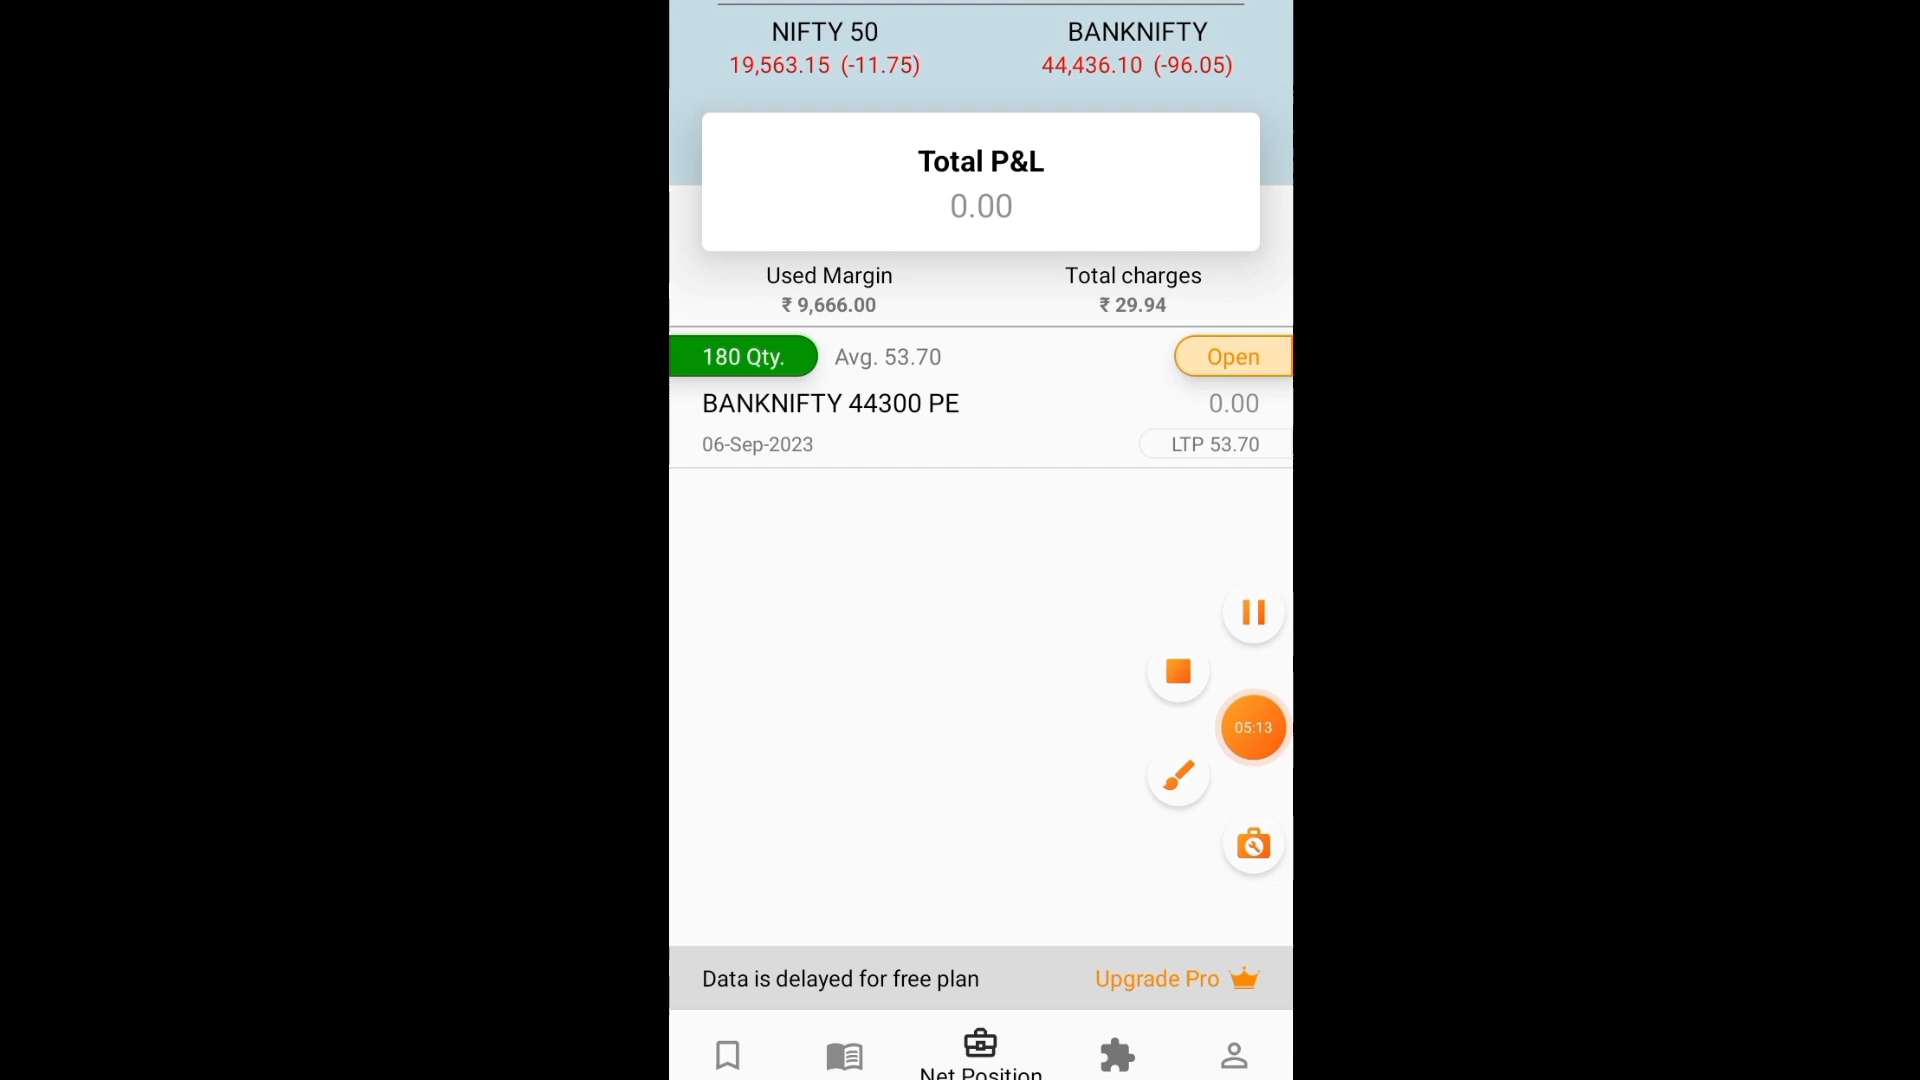 NIFTY 50 BANKNIFTY
19,563.15 (-11.75) 44,436.10 (-96.05)
Total P&L
0.00
Used Margin Total charges
₹ 9,666.00 ₹ 29.94
180 Qty. Avg. 53.70 Open
BANKNIFTY 44300 PE 0.00
06-Sep-2023 LTP 53.70
05:13
Data is delayed for free plan Upgrade Pro
Net Position